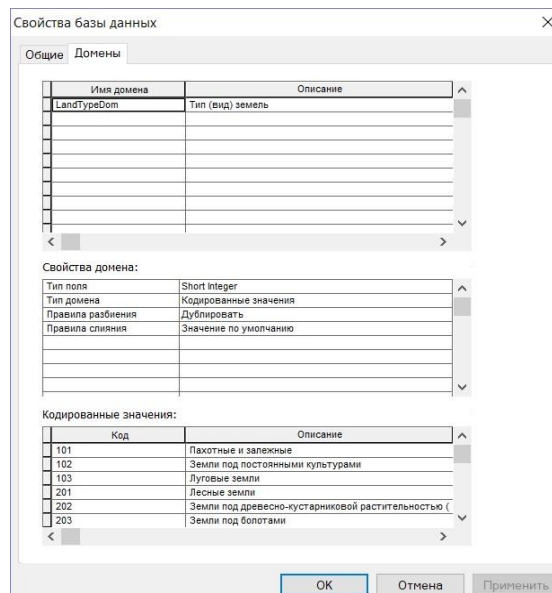 Свойства базы данных
Общие Домены
Имя домена Описание
LandTypeDom Тип (вид) земель
Свойства домена:
Тип поля Short Integer
Тип домена Кодированные значения
Правила разбиения Дублировать
Правила слияния Значение по умолчанию
Кодированные значения:
Код Описание
101 Пахотные и залежные
102 Земли под постоянными культурами
103 Луговые земли
201 Лесные земли
202 Земли под древесно-кустарниковой растительностью (
203 Земли под болотами
OK Отмена Применить